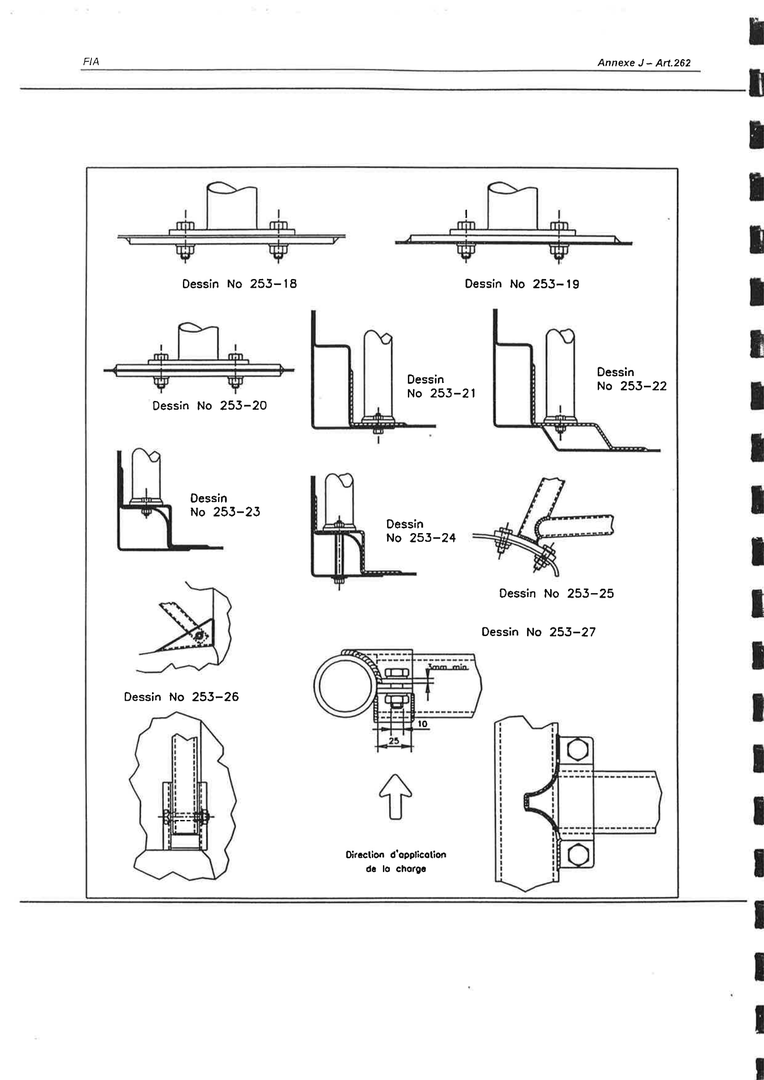 FIA
Annexe J – Art.262
Dessin No 253-18
Dessin No 253-19
Dessin No 253-20
Dessin
No 253-21
Dessin
No 253-22
Dessin
No 253-23
Dessin
No 253-24
Dessin No 253-25
Dessin No 253-27
Dessin No 253-26
3mm min
10
25
Direction d'application
de la charge